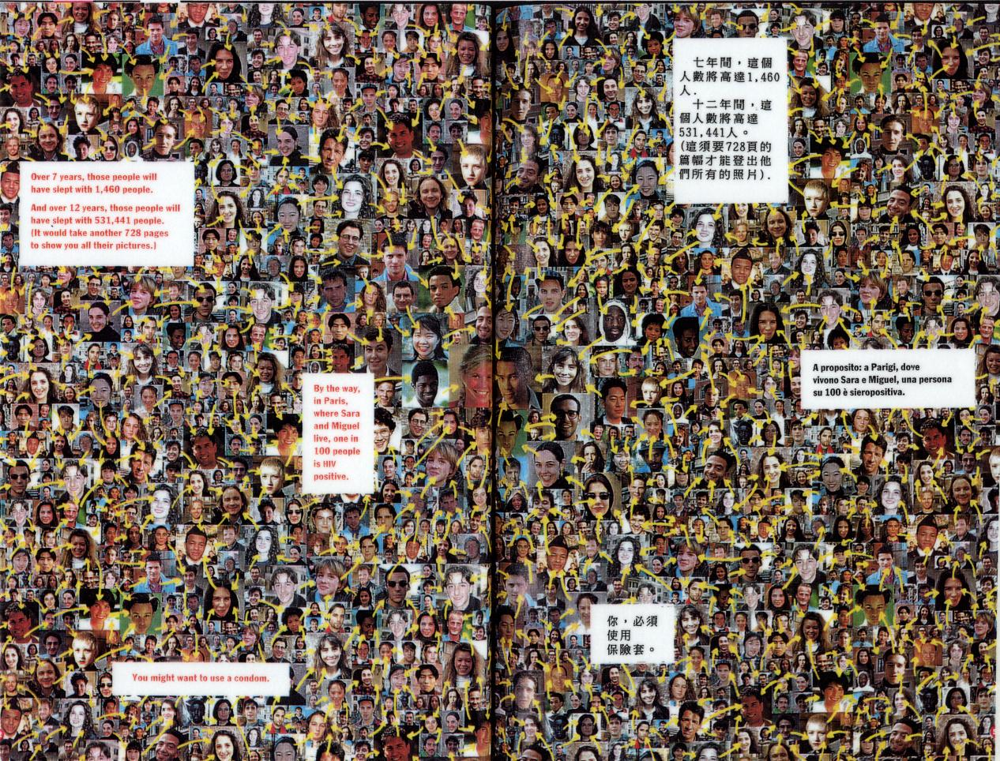 Over 7 years, those people will
have slept with 1,460 people.
And over 12 years, those people will
have slept with 531,441 people.
(It would take another 728 pages
to show you all their pictures.)
By the way,
in Paris,
where Sara
and Miguel
live, one in
100 people
is HIV
positive.
You might want to use a condom.
七年間，這個
人數將高達1,460
人.
十二年間，這
個人數將高達
531,441人。
(這須要728頁的
篇幅才能登出他
們所有的照片).
A proposito: a Parigi, dove
vivono Sara e Miguel, una persona
su 100 è sieropositiva.
你，必須
使用
保險套。